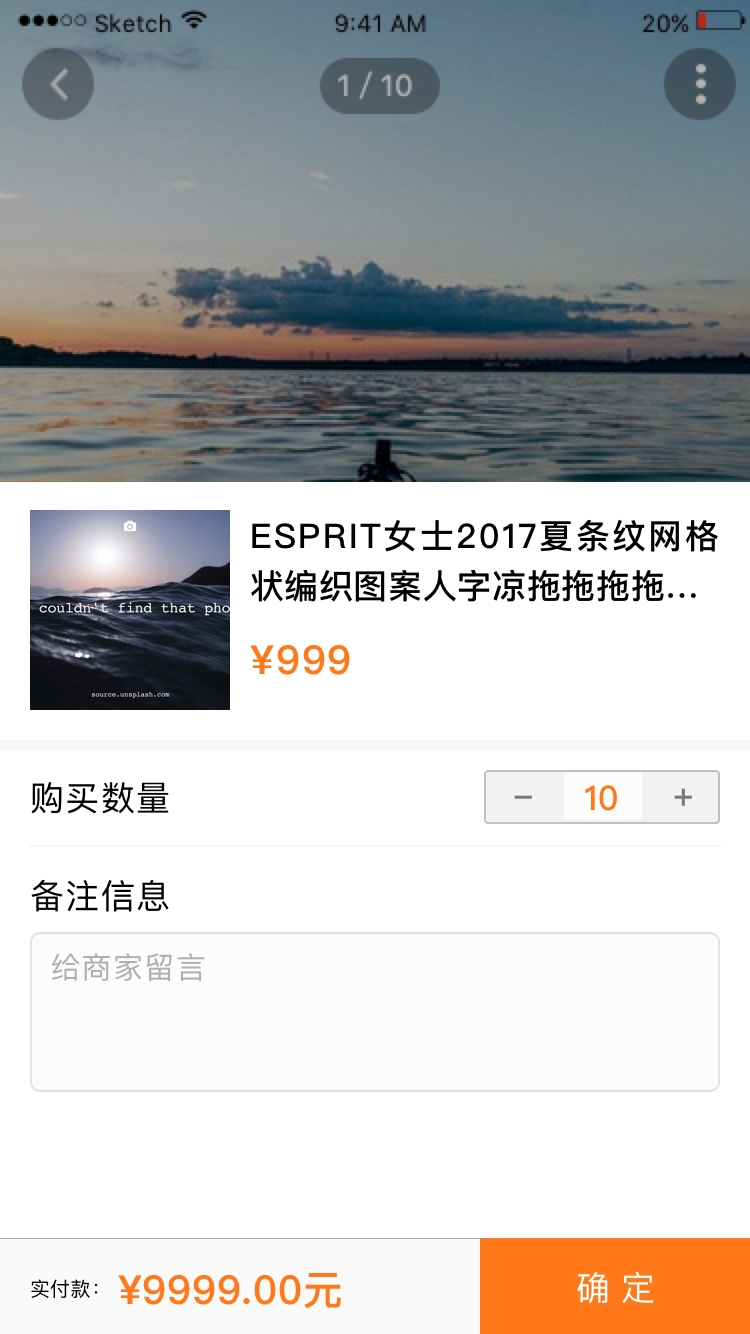 Sketch 9:41 AM 20%
1 / 10
ESPRIT女士2017夏条纹网格
状编织图案人字凉拖拖拖拖...
¥999
couldn't find that pho
source.unsplash.com
购买数量 − 10 +
备注信息
给商家留言
实付款: ¥9999.00元 确 定